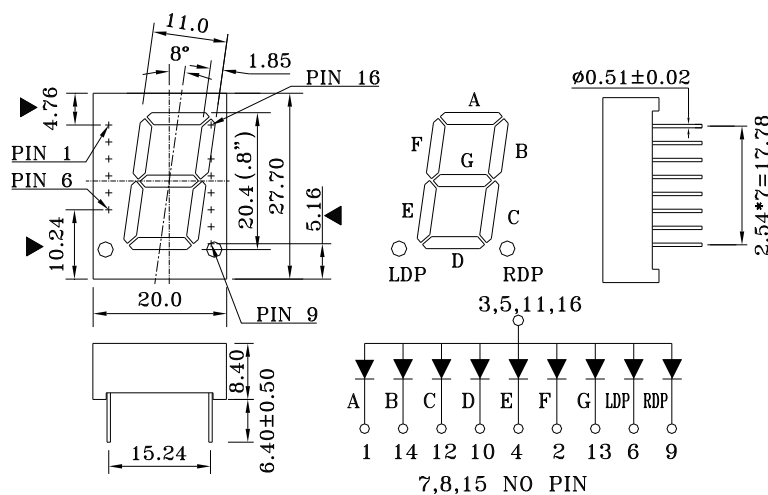 11.0
8°
1.85
PIN 16
4.76
PIN 1
PIN 6
10.24
20.4 (.8")
27.70
5.16
20.0
PIN 9
A
F
B
G
E
C
D
LDP
RDP
ø0.51±0.02
2.54*7=17.78
8.40
6.40±0.50
15.24
3,5,11,16
A B C D E F G LDP RDP
1 14 12 10 4 2 13 6 9
7,8,15 NO PIN